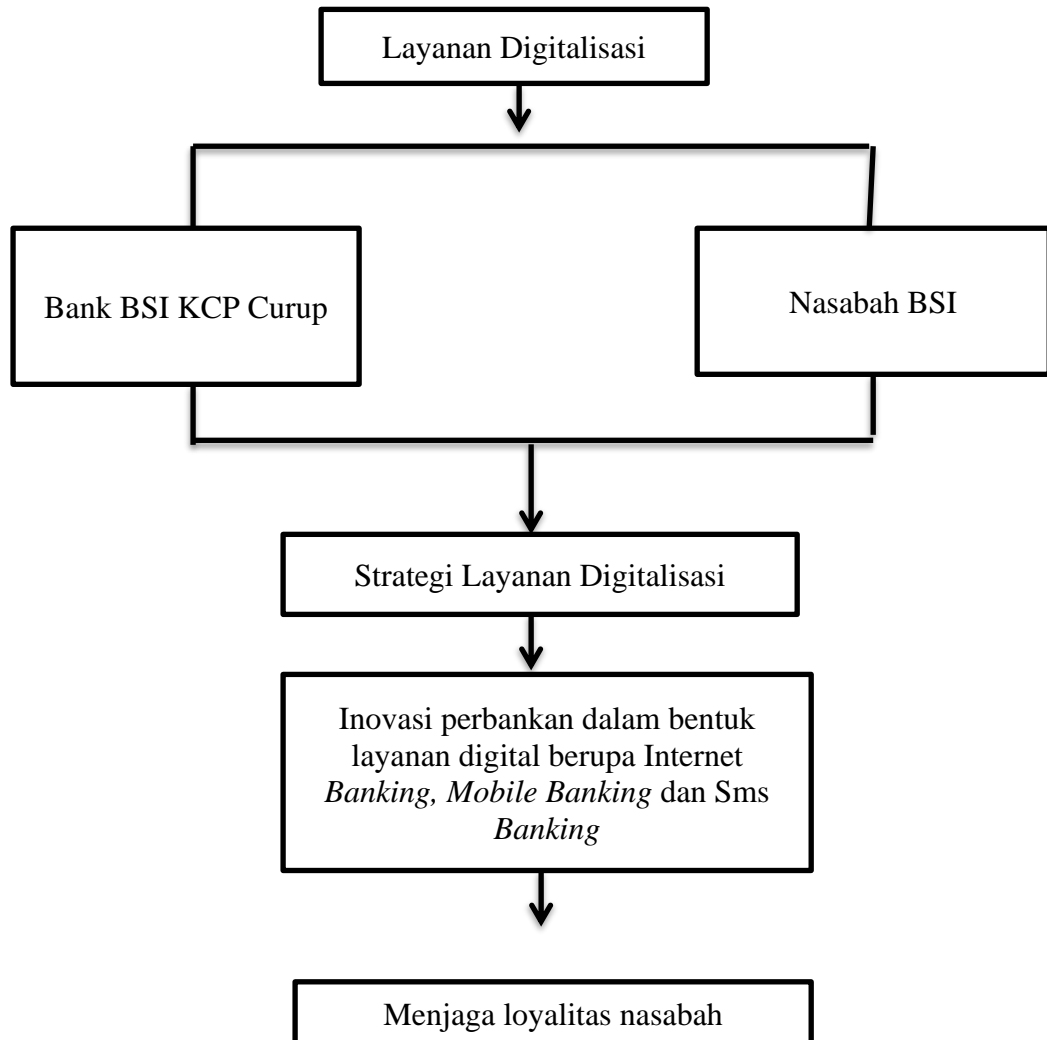 Layanan Digitalisasi
Bank BSI KCP Curup
Nasabah BSI
Strategi Layanan Digitalisasi
Inovasi perbankan dalam bentuk
layanan digital berupa Internet
Banking, Mobile Banking dan Sms
Banking
Menjaga loyalitas nasabah